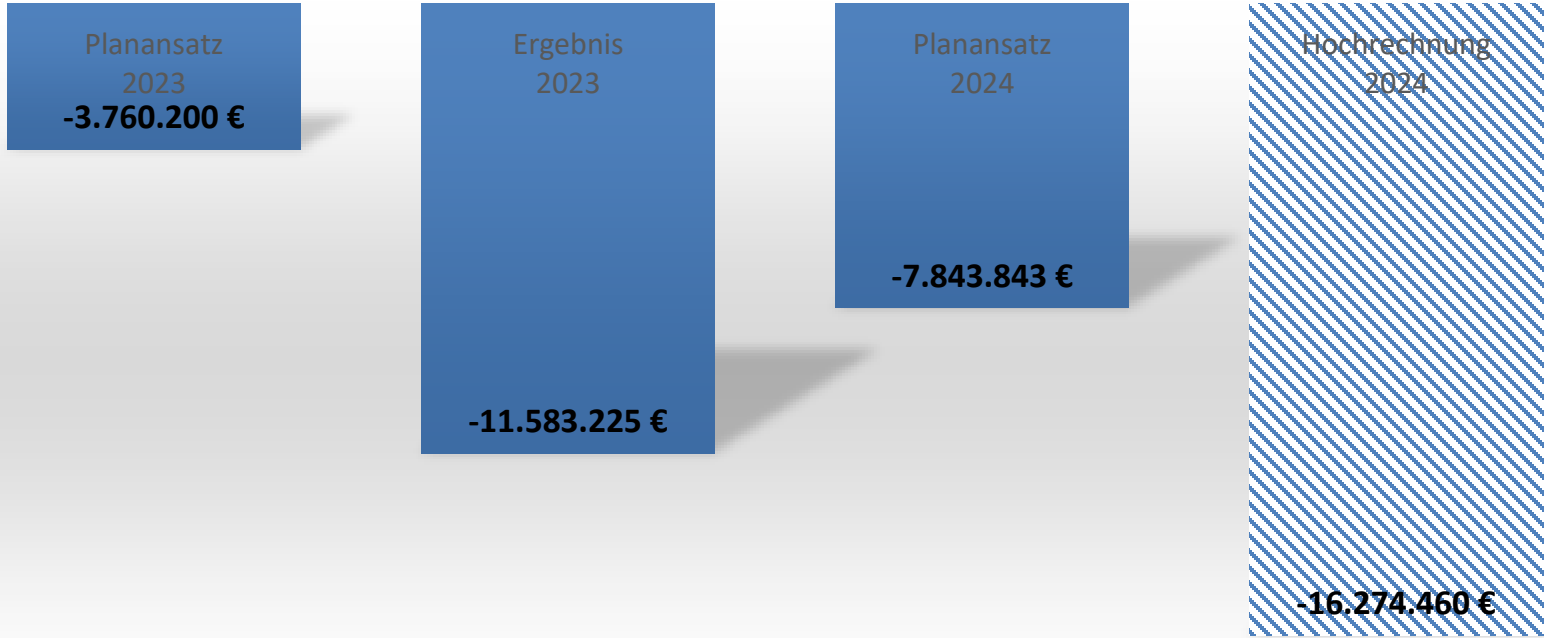 Planansatz
2023
-3.760.200 €
Ergebnis
2023
-11.583.225 €
Planansatz
2024
-7.843.843 €
Hochrechnung
2024
-16.274.460 €